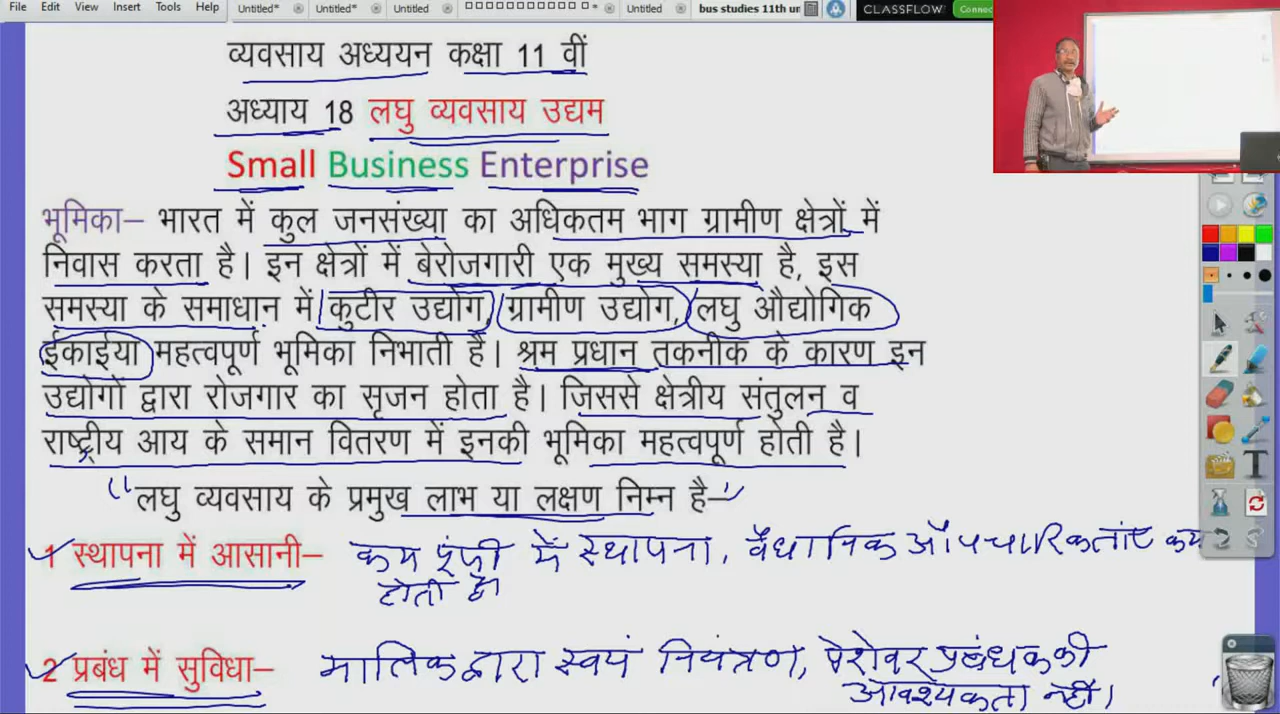 File Edit View Insert Tools Help
Untitled* Untitled* Untitled Untitled bus studies 11th un CLASSFLOW Connec
व्यवसाय अध्ययन कक्षा 11 वीं
अध्याय 18 लघु व्यवसाय उद्यम
Small Business Enterprise
भूमिका– भारत में कुल जनसंख्या का अधिकतम भाग ग्रामीण क्षेत्रों में
निवास करता है। इन क्षेत्रों में बेरोजगारी एक मुख्य समस्या है, इस
समस्या के समाधान में कुटीर उद्योग, ग्रामीण उद्योग, लघु औद्योगिक
ईकाईया महत्वपूर्ण भूमिका निभाती है। श्रम प्रधान तकनीक के कारण इन
उद्योगों द्वारा रोजगार का सृजन होता है। जिससे क्षेत्रीय संतुलन व
राष्ट्रीय आय के समान वितरण में इनकी भूमिका महत्वपूर्ण होती है।
लघु व्यवसाय के प्रमुख लाभ या लक्षण निम्न है–
1 स्थापना में आसानी– कम पूंजी में स्थापना, वैधानिक औपचारिकताएं कम
होती है।
2 प्रबंध में सुविधा– मालिक द्वारा स्वयं नियंत्रण, पेशेवर प्रबंधक की
आवश्यकता नहीं।